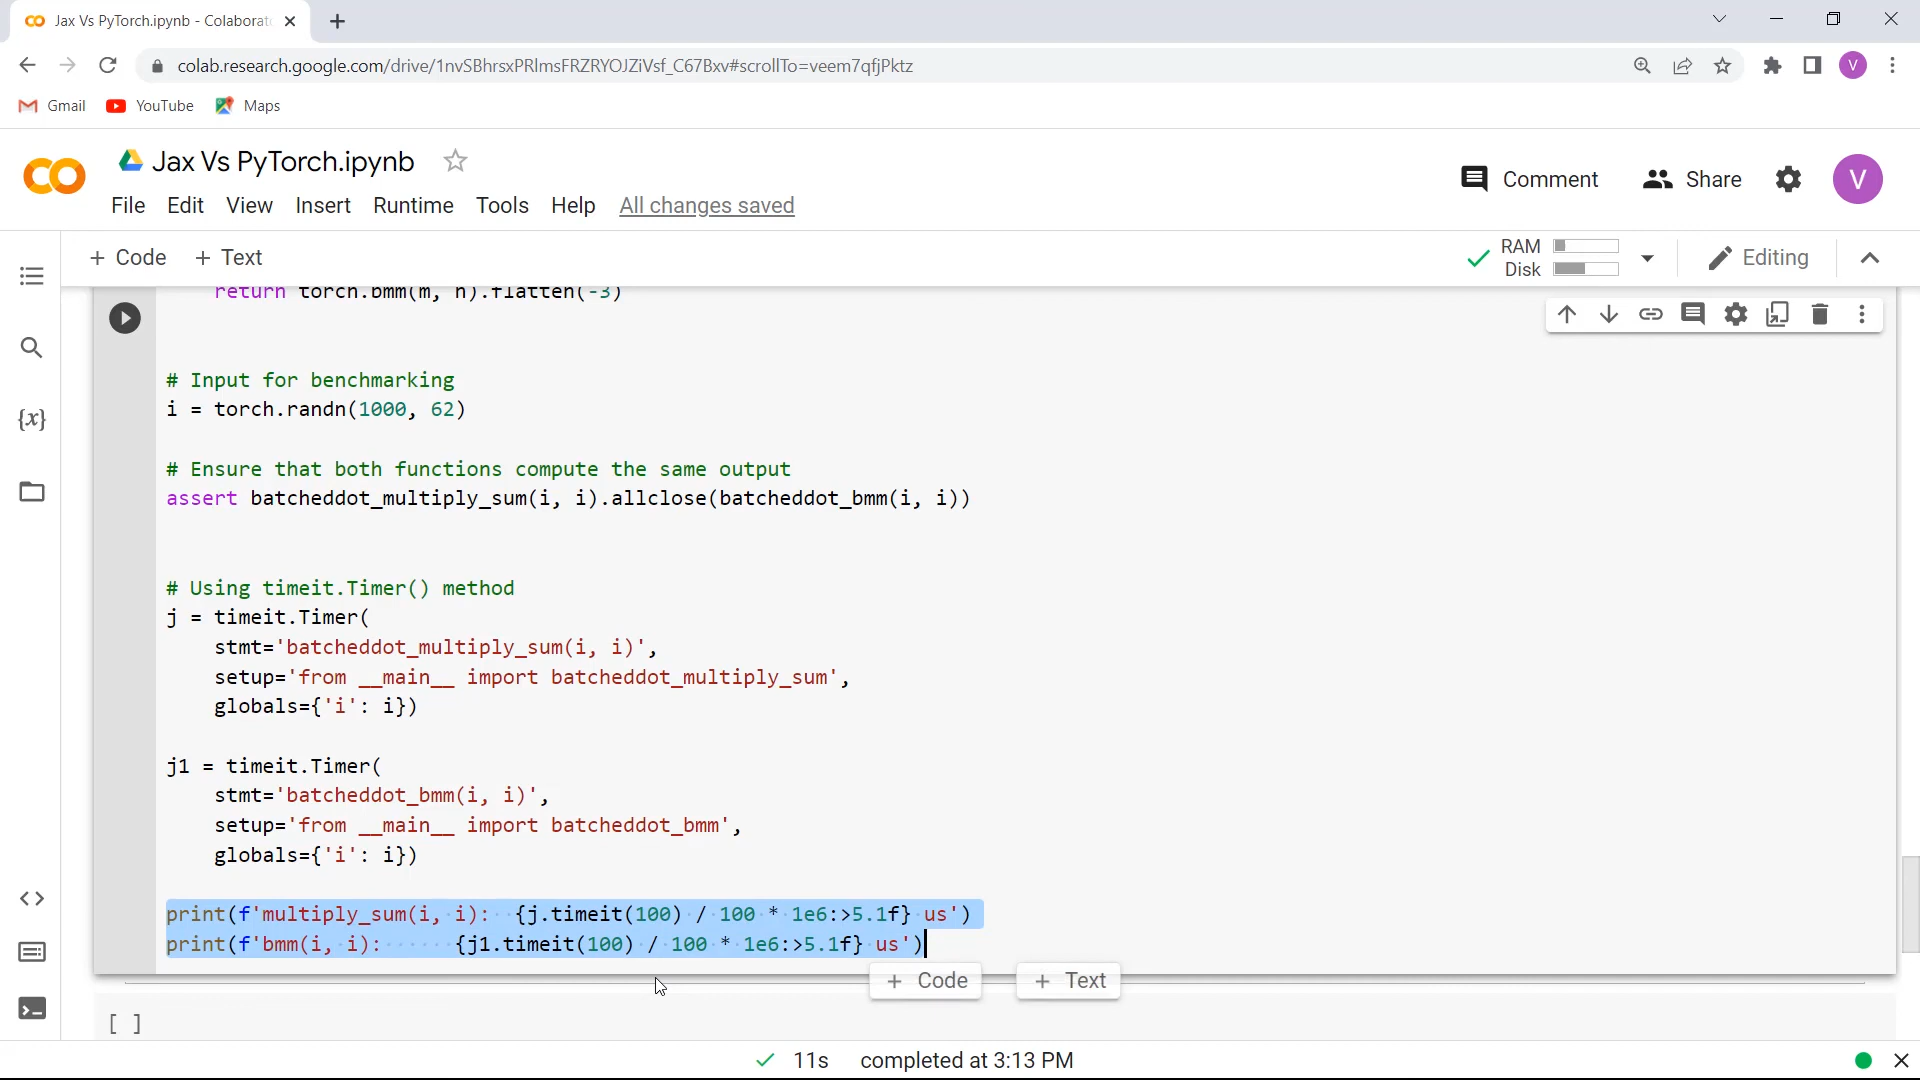 Jax Vs PyTorch.ipynb - Colaborat
colab.research.google.com/drive/1nvSBhrsxPRlmsFRZRYOJZiVsf_C67Bxv#scrollTo=veem7qfjPktz
V
Gmail YouTube Maps
Jax Vs PyTorch.ipynb
Comment Share V
File Edit View Insert Runtime Tools Help All changes saved
+ Code + Text
RAM
Disk
Editing
return torch.bmm(m, n).flatten(-3)
# Input for benchmarking
i = torch.randn(1000, 62)
# Ensure that both functions compute the same output
assert batcheddot_multiply_sum(i, i).allclose(batcheddot_bmm(i, i))
# Using timeit.Timer() method
j = timeit.Timer(
stmt='batcheddot_multiply_sum(i, i)',
setup='from __main__ import batcheddot_multiply_sum',
globals={'i': i})
j1 = timeit.Timer(
stmt='batcheddot_bmm(i, i)',
setup='from __main__ import batcheddot_bmm',
globals={'i': i})
print(f'multiply_sum(i, i):  {j.timeit(100) / 100 * 1e6:>5.1f} us')
print(f'bmm(i, i):      {j1.timeit(100) / 100 * 1e6:>5.1f} us')
+ Code + Text
[ ]
11s completed at 3:13 PM